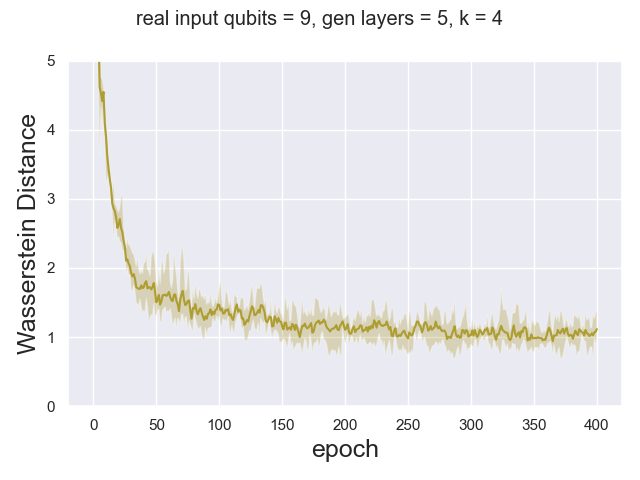 real input qubits = 9, gen layers = 5, k = 4
Wasserstein Distance
5
4
3
2
1
0
0 50 100 150 200 250 300 350 400
epoch